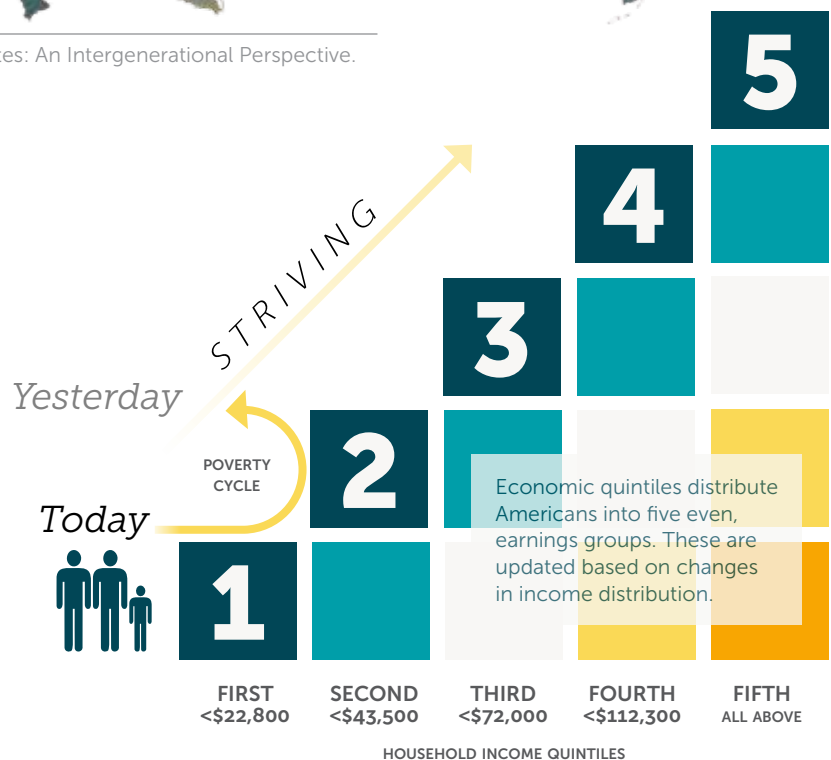 tes: An Intergenerational Perspective.
5
4
STRIVING
3
Yesterday
2
POVERTY
CYCLE
Economic quintiles distribute
Americans into five even,
earnings groups. These are
updated based on changes
in income distribution.
Today
1
FIRST
<$22,800
SECOND
<$43,500
THIRD
<$72,000
FOURTH
<$112,300
FIFTH
ALL ABOVE
HOUSEHOLD INCOME QUINTILES